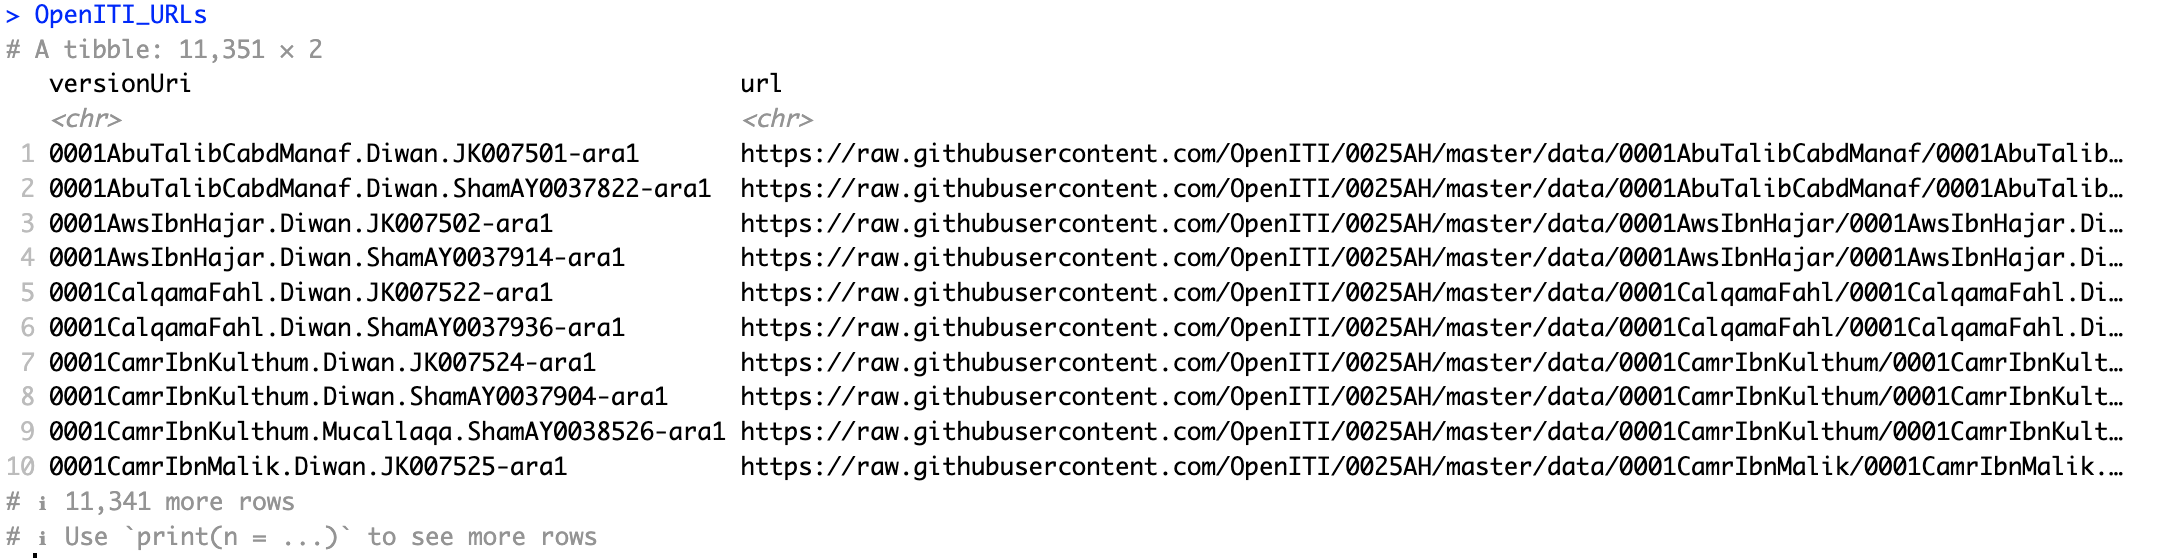 > OpenITI_URLs
# A tibble: 11,351 × 2
   versionUri                                      url
   <chr>                                           <chr>
 1 0001AbuTalibCabdManaf.Diwan.JK007501-ara1       https://raw.githubusercontent.com/OpenITI/0025AH/master/data/0001AbuTalibCabdManaf/0001AbuTalib…
 2 0001AbuTalibCabdManaf.Diwan.ShamAY0037822-ara1  https://raw.githubusercontent.com/OpenITI/0025AH/master/data/0001AbuTalibCabdManaf/0001AbuTalib…
 3 0001AwsIbnHajar.Diwan.JK007502-ara1             https://raw.githubusercontent.com/OpenITI/0025AH/master/data/0001AwsIbnHajar/0001AwsIbnHajar.Di…
 4 0001AwsIbnHajar.Diwan.ShamAY0037914-ara1        https://raw.githubusercontent.com/OpenITI/0025AH/master/data/0001AwsIbnHajar/0001AwsIbnHajar.Di…
 5 0001CalqamaFahl.Diwan.JK007522-ara1             https://raw.githubusercontent.com/OpenITI/0025AH/master/data/0001CalqamaFahl/0001CalqamaFahl.Di…
 6 0001CalqamaFahl.Diwan.ShamAY0037936-ara1        https://raw.githubusercontent.com/OpenITI/0025AH/master/data/0001CalqamaFahl/0001CalqamaFahl.Di…
 7 0001CamrIbnKulthum.Diwan.JK007524-ara1          https://raw.githubusercontent.com/OpenITI/0025AH/master/data/0001CamrIbnKulthum/0001CamrIbnKult…
 8 0001CamrIbnKulthum.Diwan.ShamAY0037904-ara1     https://raw.githubusercontent.com/OpenITI/0025AH/master/data/0001CamrIbnKulthum/0001CamrIbnKult…
 9 0001CamrIbnKulthum.Mucallaqa.ShamAY0038526-ara1 https://raw.githubusercontent.com/OpenITI/0025AH/master/data/0001CamrIbnKulthum/0001CamrIbnKult…
10 0001CamrIbnMalik.Diwan.JK007525-ara1            https://raw.githubusercontent.com/OpenITI/0025AH/master/data/0001CamrIbnMalik/0001CamrIbnMalik.…
# ℹ 11,341 more rows
# ℹ Use `print(n = ...)` to see more rows